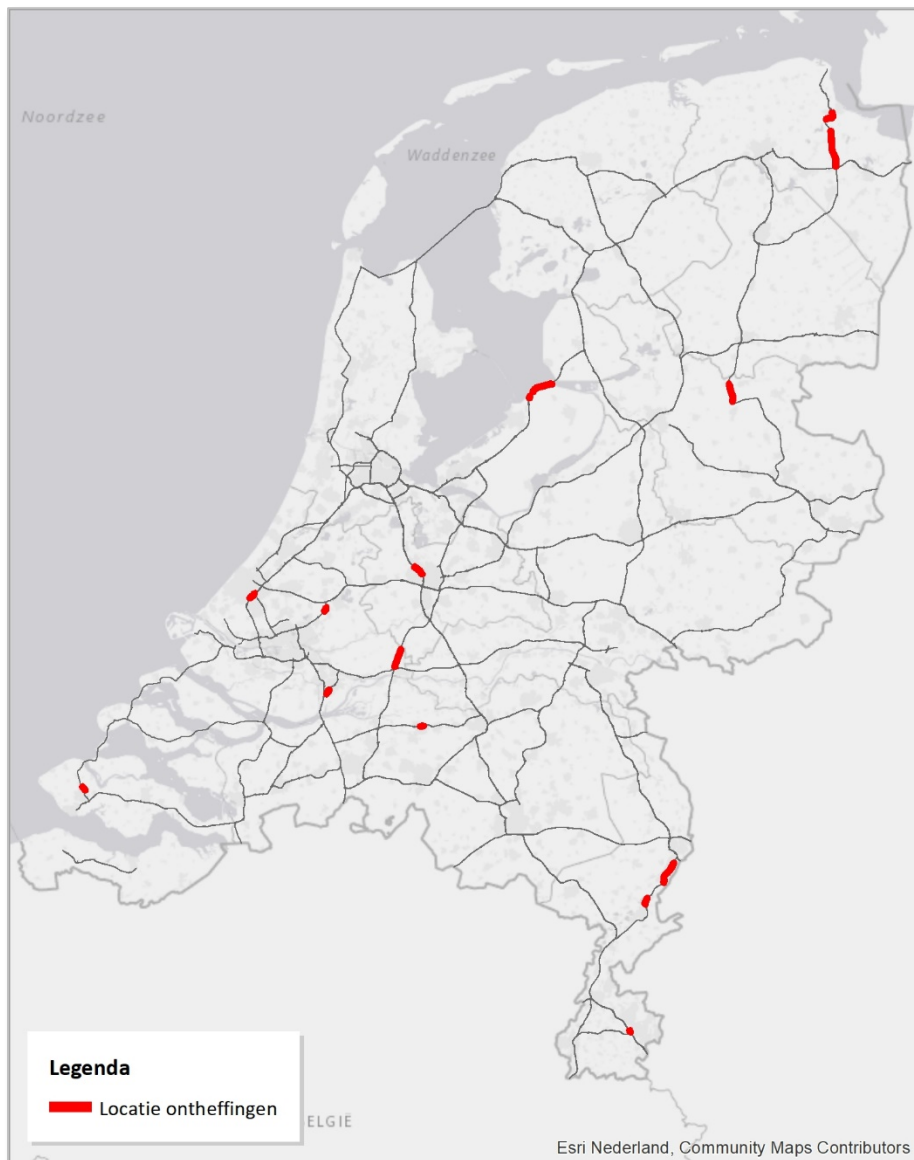 Noordzee
Waddenzee
Legenda
Locatie ontheffingen
ELGIË
Esri Nederland, Community Maps Contributors